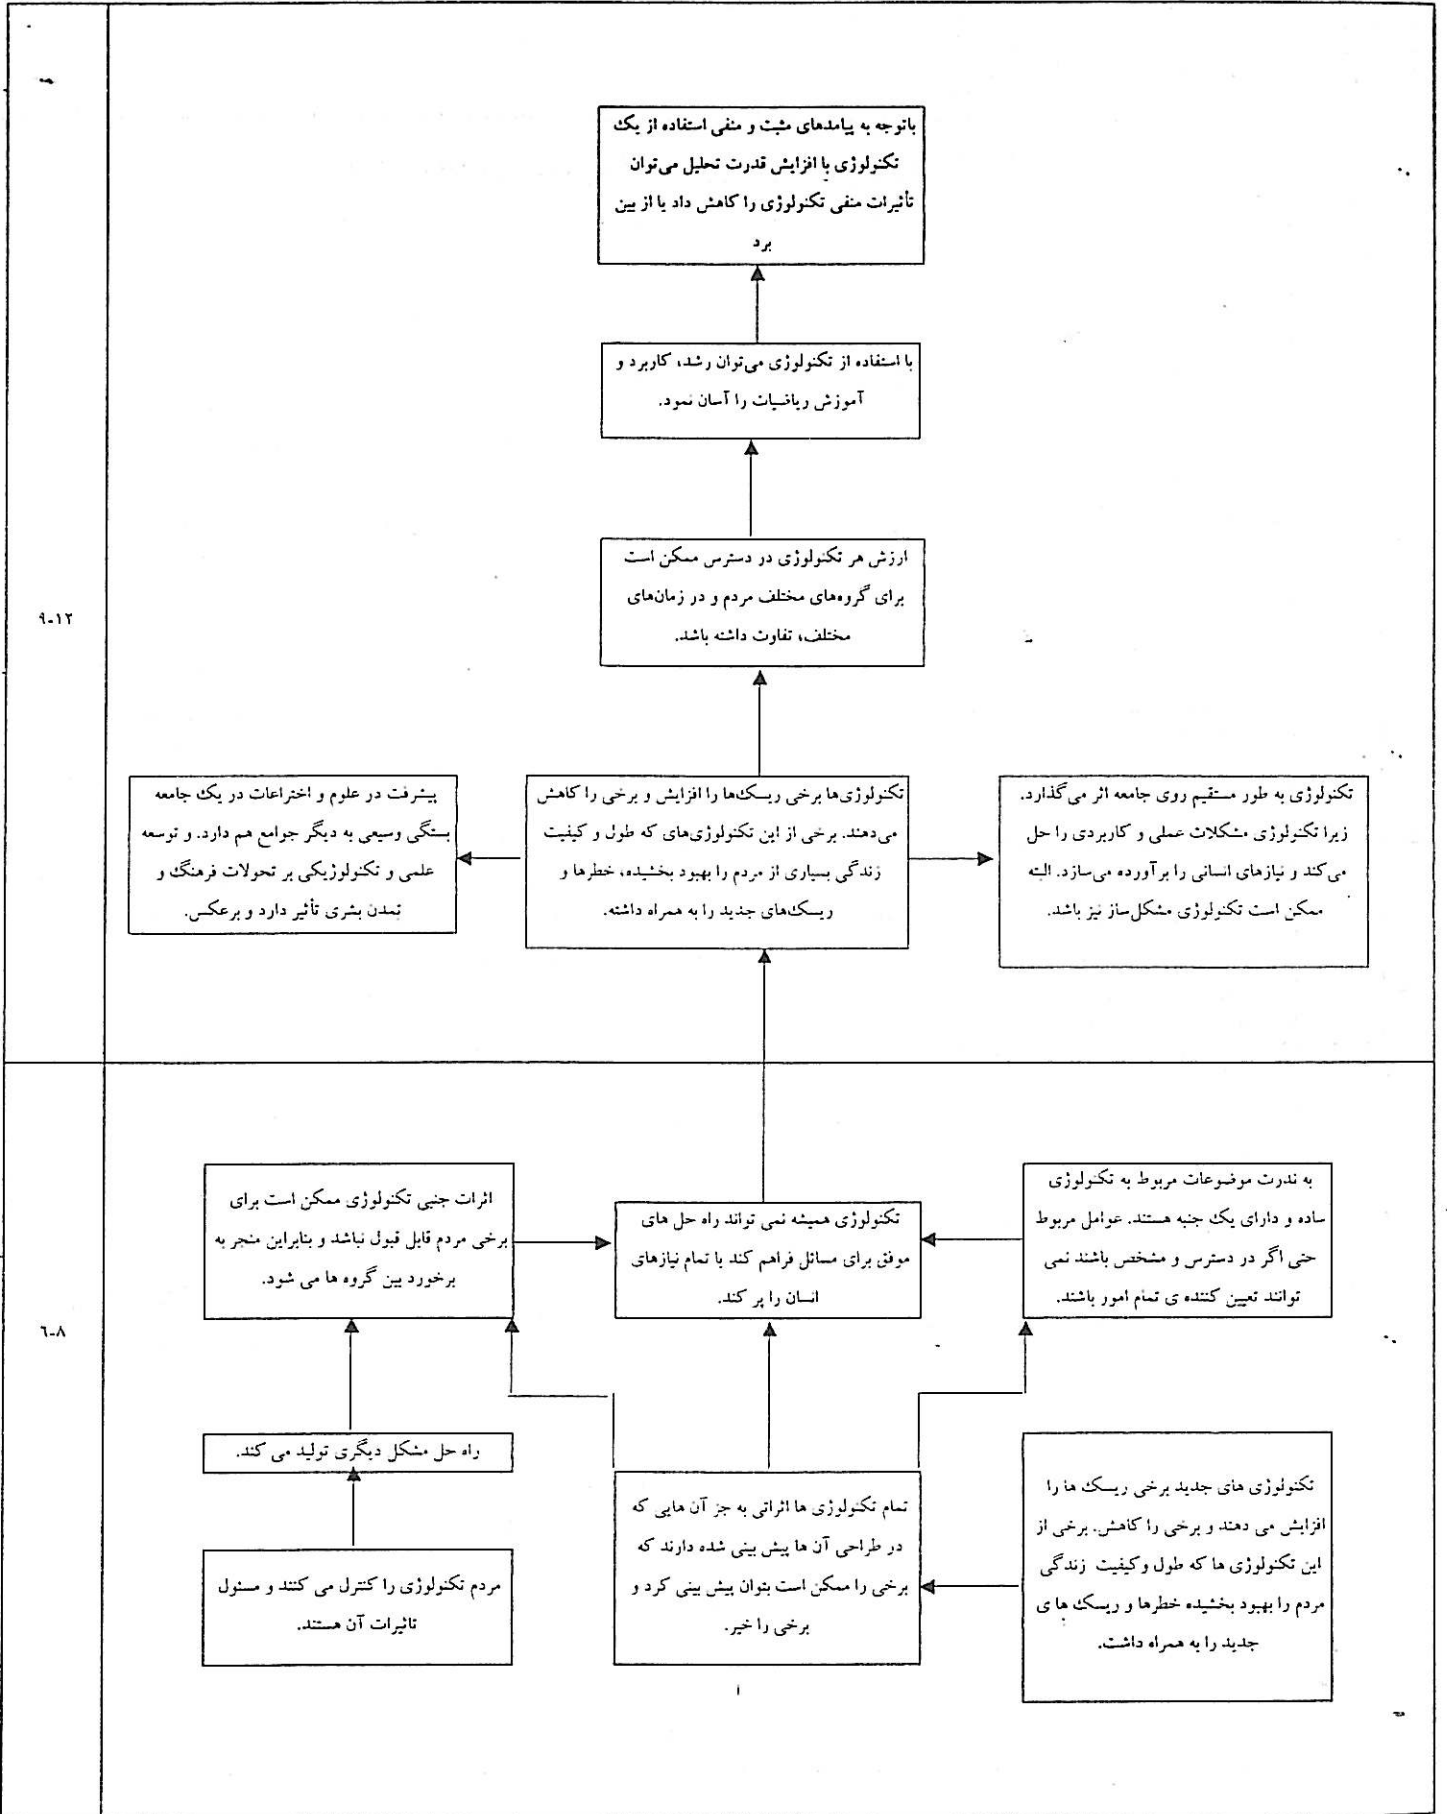 باتوجه به پیامدهای مثبت و منفی استفاده از یک
تکنولوژی با افزایش قدرت تحلیل می‌توان
تأثیرات منفی تکنولوژی را کاهش داد یا از بین
برد
با استفاده از تکنولوژی می‌توان رشد، کاربرد و
آموزش ریاضیات را آسان نمود.
ارزش هر تکنولوژی در دسترس ممکن است
برای گروه‌های مختلف مردم و در زمان‌های
مختلف، تفاوت داشته باشد.
۹-۱۲
تکنولوژی به طور مستقیم روی جامعه اثر می‌گذارد.
زیرا تکنولوژی مشکلات عملی و کاربردی را حل
می‌کند و نیازهای انسانی را برآورده می‌سازد. البته
ممکن است تکنولوژی مشکل‌ساز نیز باشد.
تکنولوژی‌ها برخی ریسک‌ها را افزایش و برخی را کاهش
می‌دهند. برخی از این تکنولوژی‌های که طول و کیفیت
زندگی بسیاری از مردم را بهبود بخشیده، خطرها و
ریسک‌های جدید را به همراه داشته.
پیشرفت در علوم و اختراعات در یک جامعه
بستگی وسیعی به دیگر جوامع هم دارد. و توسعه
علمی و تکنولوژیکی بر تحولات فرهنگ و
تمدن بشری تأثیر دارد و برعکس.
به ندرت موضوعات مربوط به تکنولوژی
ساده و دارای یک جنبه هستند. عوامل مربوط
حتی اگر در دسترس و مشخص باشند نمی
توانند تعیین کننده ی تمام امور باشند.
تکنولوژی همیشه نمی تواند راه حل های
موفق برای مسائل فراهم کند یا تمام نیازهای
انسان را پر کند.
اثرات جنبی تکنولوژی ممکن است برای
برخی مردم قابل قبول نباشد و بنابراین منجر به
برخورد بین گروه ها می شود.
۶-۸
راه حل مشکل دیگری تولید می کند.
تکنولوژی های جدید برخی ریسک ها را
افزایش می دهند و برخی را کاهش. برخی از
این تکنولوژی ها که طول وکیفیت زندگی
مردم را بهبود بخشیده خطرها و ریسک ها ی
جدید را به همراه داشت.
تمام تکنولوژی ها اثراتی به جز آن هایی که
در طراحی آن ها پیش بینی شده دارند که
برخی را ممکن است بتوان پیش بینی کرد و
برخی را خیر.
مردم تکنولوژی را کنترل می کنند و مسئول
تاثیرات آن هستند.